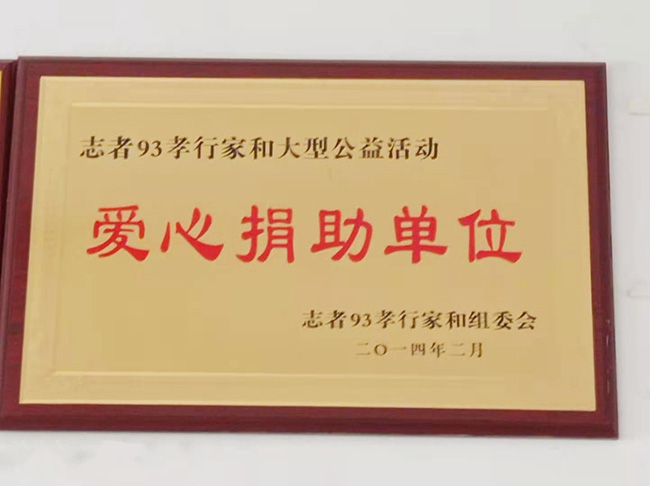 志者93孝行家和大型公益活动
爱心捐助单位
志者93孝行家和组委会
二〇一四年二月